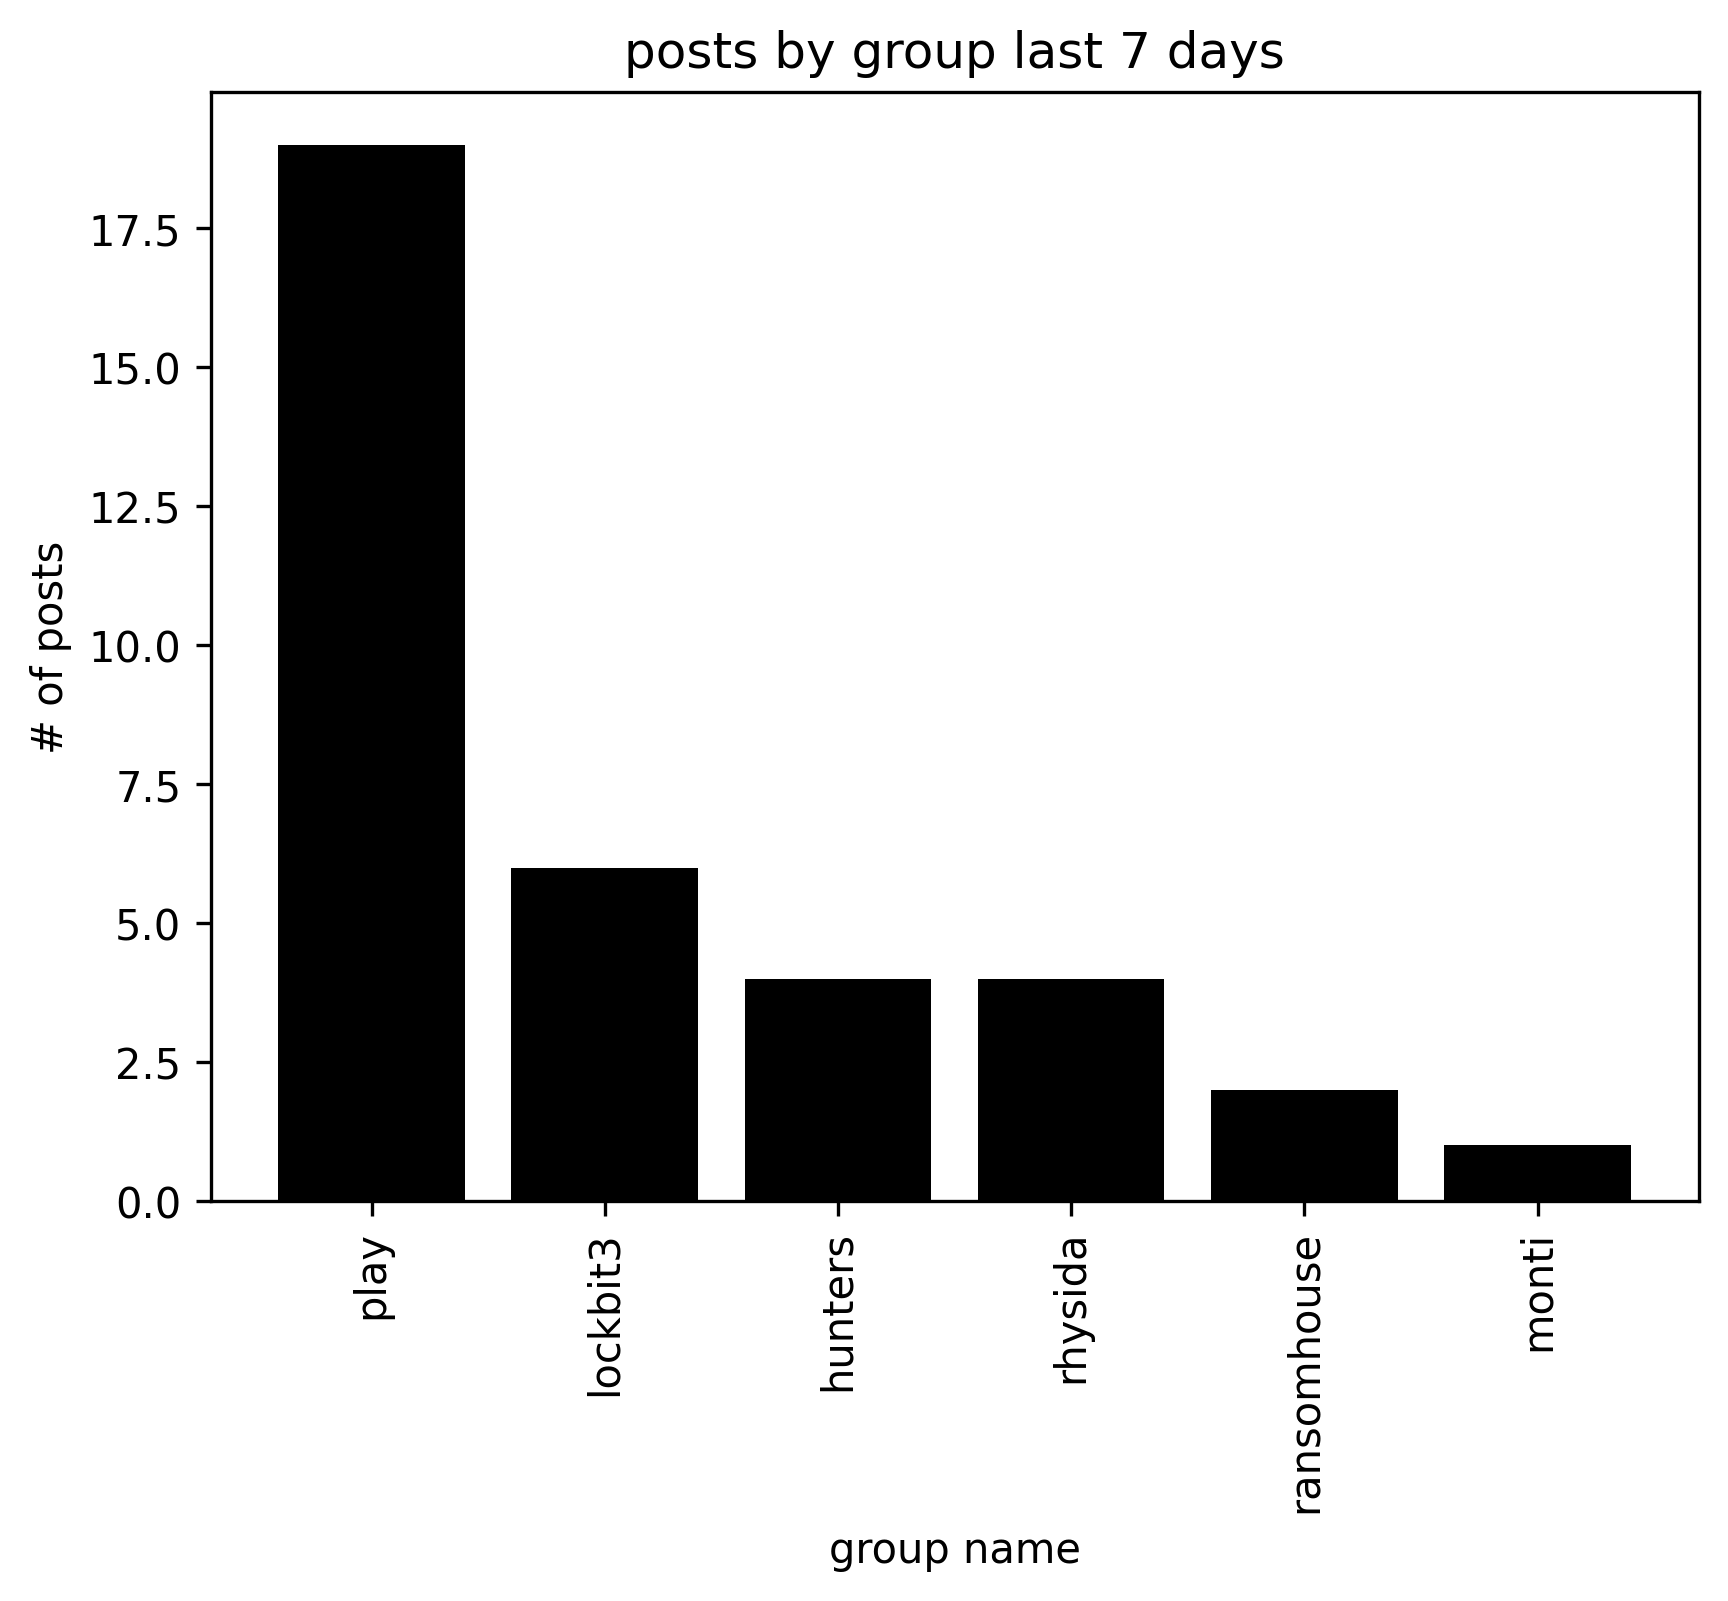 posts by group last 7 days
# of posts
17.5
15.0
12.5
10.0
7.5
5.0
2.5
0.0
play
lockbit3
hunters
rhysida
ransomhouse
monti
group name